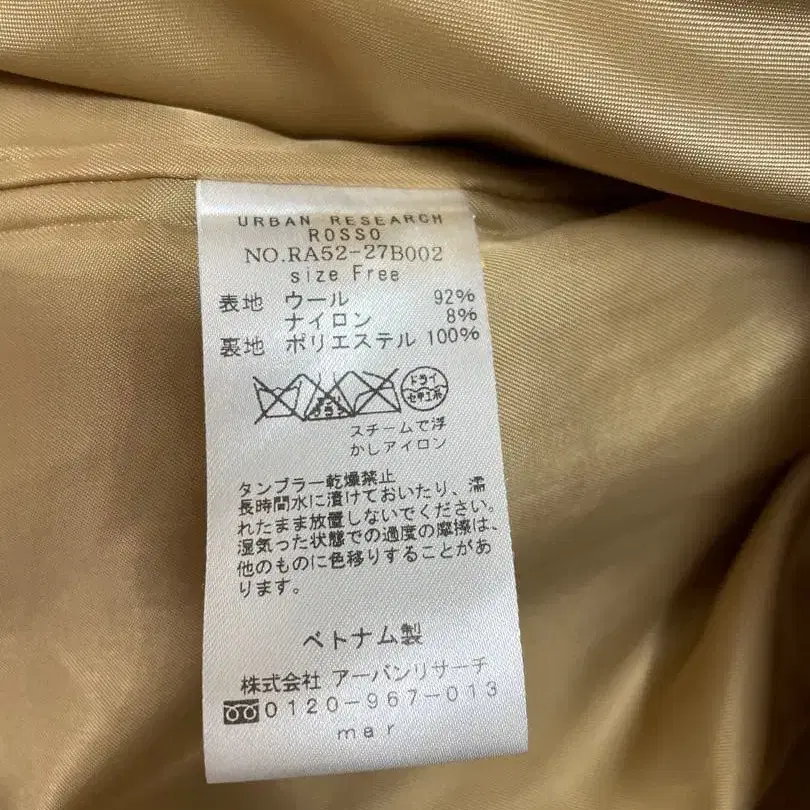 URBAN RESEARCH
ROSSO
NO.RA52-27B002
size Free
表地 ウール 92%
ナイロン 8%
裏地 ポリエステル 100%
ドライ
セキユ系
スチームで浮
かしアイロン
タンブラー乾燥禁止
長時間水に漬けておいたり、濡
れたまま放置しないでください。
湿気った状態での過度の摩擦は、
他のものに色移りすることがあ
ります。
ベトナム製
株式会社 アーバンリサーチ
0120-967-013
mar